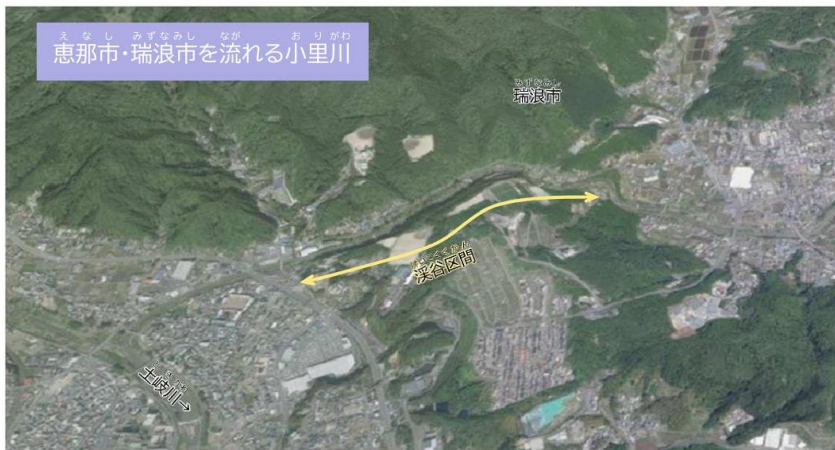 えなし みずなみし なが おりがわ
恵那市・瑞浪市を流れる小里川
みずなみし
瑞浪市
けいこくくかん
渓谷区間
土岐川→